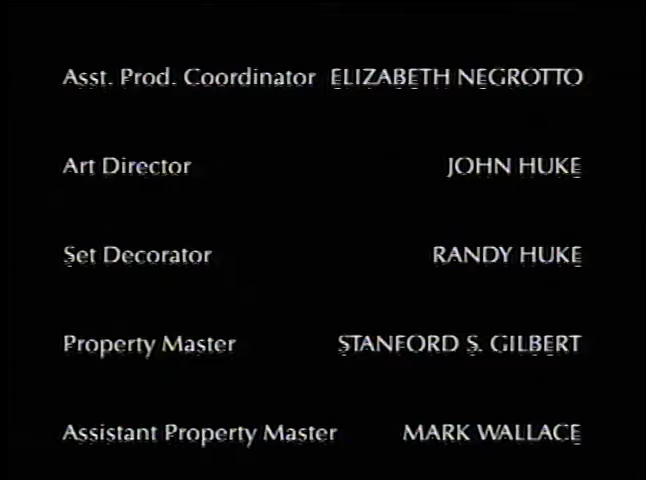 Asst. Prod. Coordinator ELIZABETH NEGROTTO
Art Director JOHN HUKE
Set Decorator RANDY HUKE
Property Master STANFORD S. GILBERT
Assistant Property Master MARK WALLACE